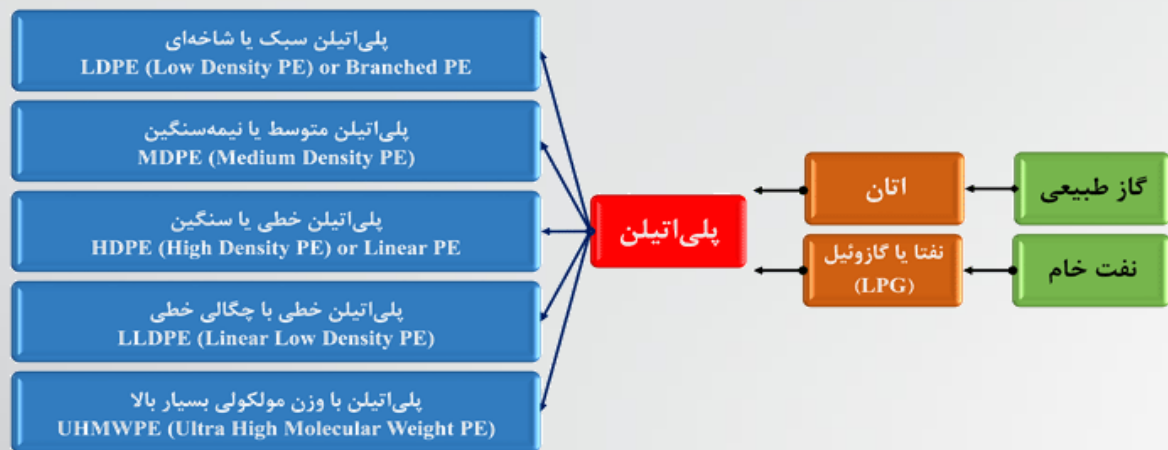 گاز طبیعی
نفت خام
اتان
نفتا یا گازوئیل
(LPG)
پلی‌اتیلن
پلی‌اتیلن سبک یا شاخه‌ای
LDPE (Low Density PE) or Branched PE
پلی‌اتیلن متوسط یا نیمه‌سنگین
MDPE (Medium Density PE)
پلی‌اتیلن خطی یا سنگین
HDPE (High Density PE) or Linear PE
پلی‌اتیلن خطی با چگالی خطی
LLDPE (Linear Low Density PE)
پلی‌اتیلن با وزن مولکولی بسیار بالا
UHMWPE (Ultra High Molecular Weight PE)